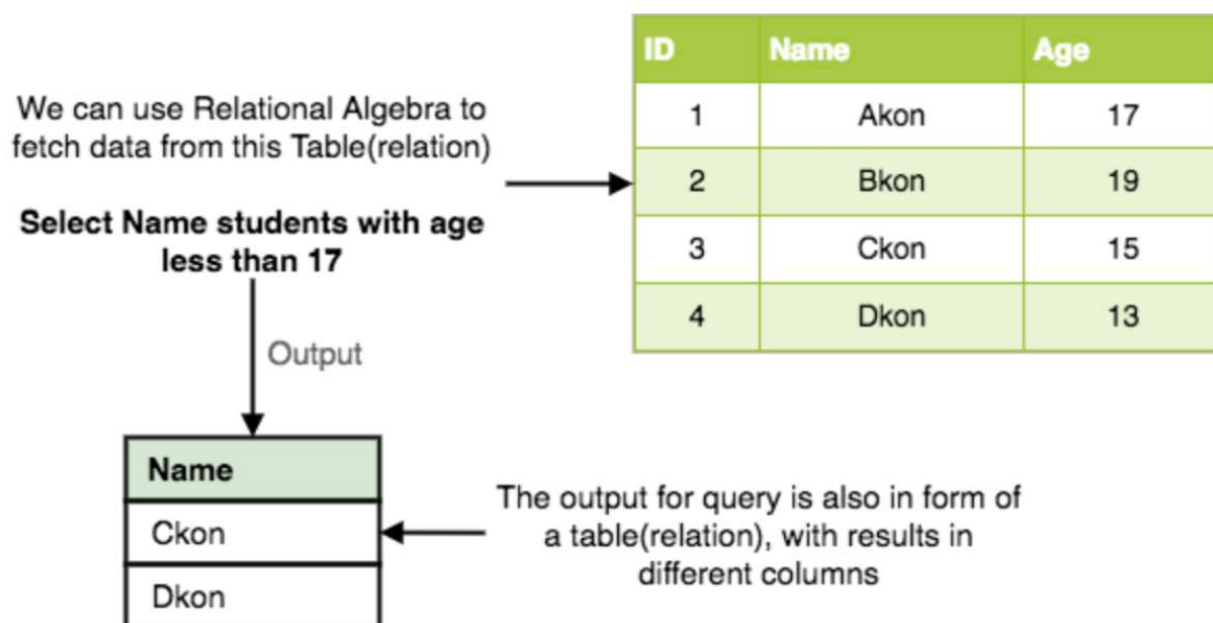 We can use Relational Algebra to
fetch data from this Table(relation)
Select Name students with age
less than 17
ID Name Age
1 Akon 17
2 Bkon 19
3 Ckon 15
4 Dkon 13
Output
Name
Ckon
Dkon
The output for query is also in form of
a table(relation), with results in
different columns